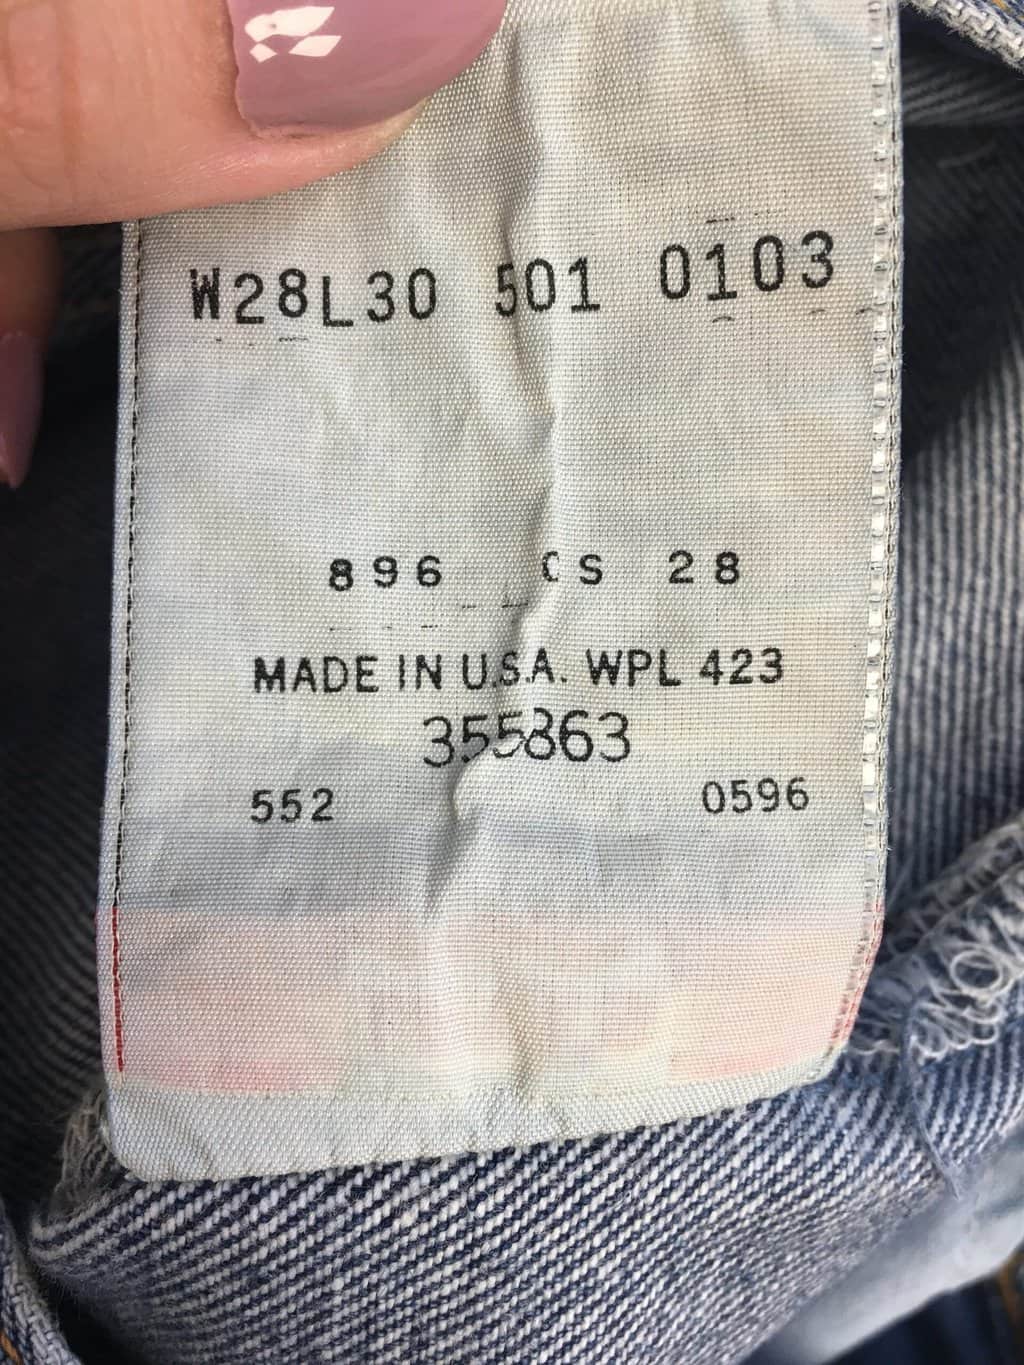 W28L30 501 0103
896 CS 28
MADE IN U.S.A. WPL 423
355863
552 0596